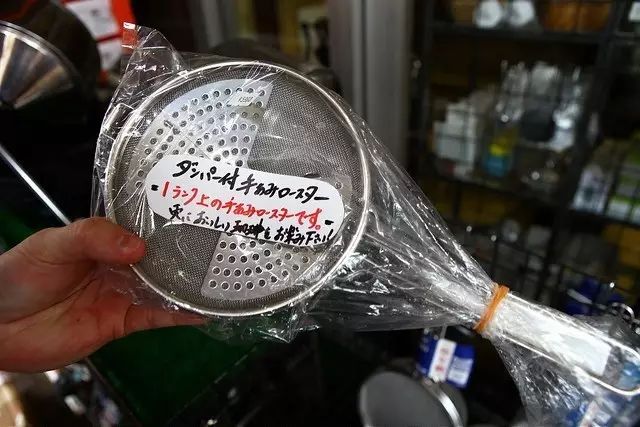 ダンパー付手あみロースター
-1ランク上の手あみロースターです。-
更においしい珈琲をお楽み下さい